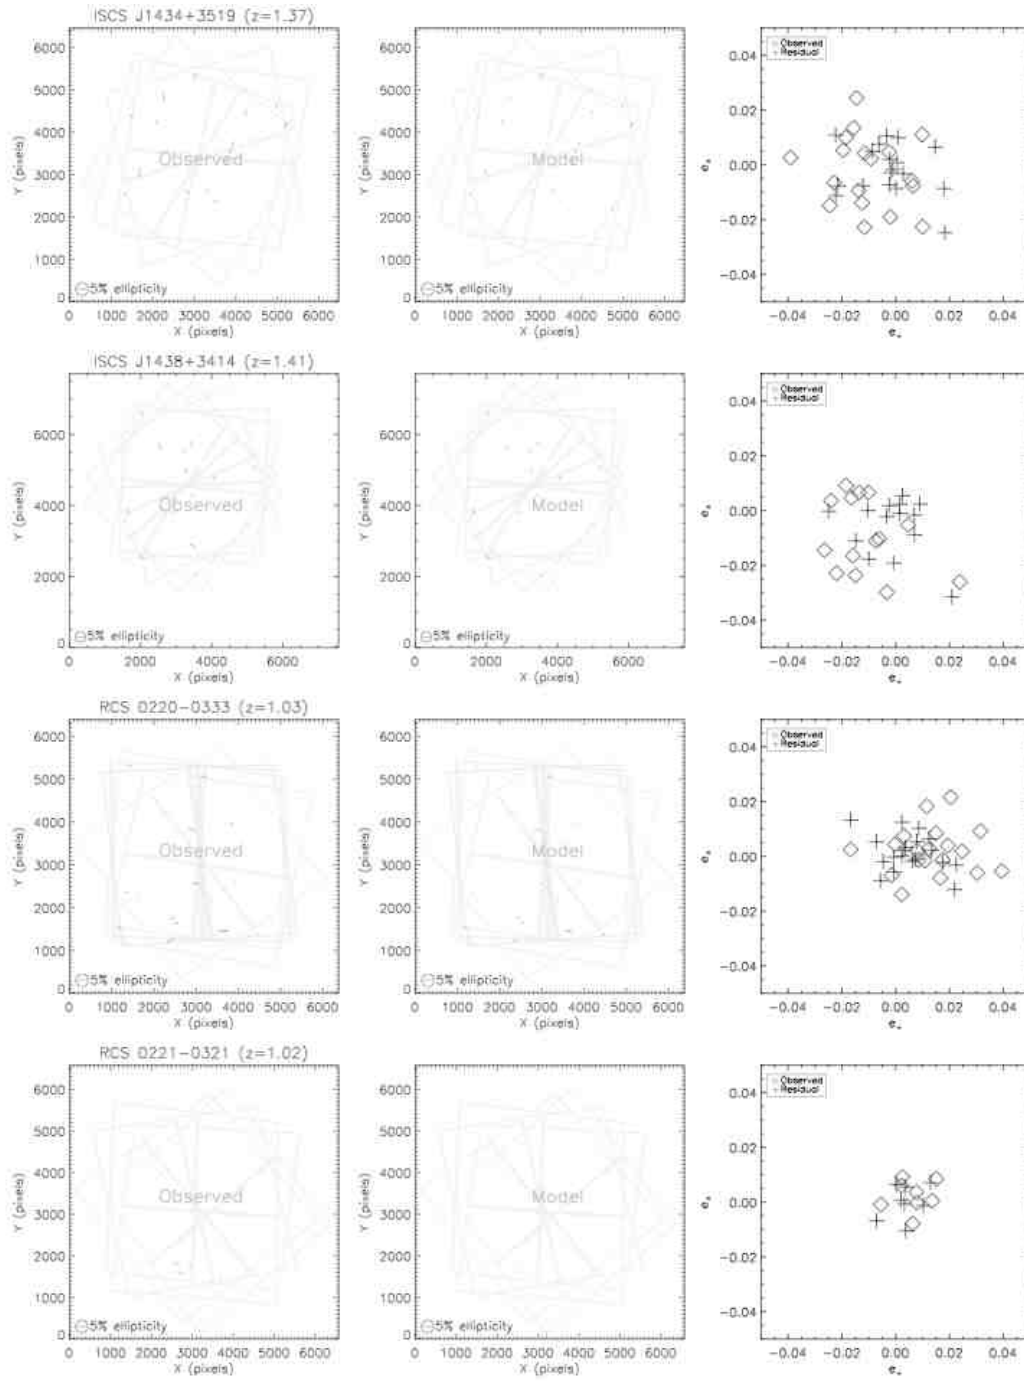 ISCS J1434+3519 (z=1.37)
6000
5000
4000
3000
2000
1000
0
Y (pixels)
Observed
5% ellipticity
0 1000 2000 3000 4000 5000 6000
X (pixels)
6000
5000
4000
3000
2000
1000
0
Y (pixels)
Model
5% ellipticity
0 1000 2000 3000 4000 5000 6000
X (pixels)
Observed
Residual
0.04
0.02
0.00
−0.02
−0.04
−0.04 −0.02 0.00 0.02 0.04
e+
ISCS J1438+3414 (z=1.41)
6000
4000
2000
0
Y (pixels)
Observed
5% ellipticity
0 2000 4000 6000
X (pixels)
6000
4000
2000
0
Y (pixels)
Model
5% ellipticity
0 2000 4000 6000
X (pixels)
Observed
Residual
0.04
0.02
0.00
−0.02
−0.04
−0.04 −0.02 0.00 0.02 0.04
e+
RCS 0220−0333 (z=1.03)
6000
5000
4000
3000
2000
1000
0
Y (pixels)
Observed
5% ellipticity
0 1000 2000 3000 4000 5000 6000
X (pixels)
6000
5000
4000
3000
2000
1000
0
Y (pixels)
Model
5% ellipticity
0 1000 2000 3000 4000 5000 6000
X (pixels)
Observed
Residual
0.04
0.02
0.00
−0.02
−0.04
−0.04 −0.02 0.00 0.02 0.04
e+
RCS 0221−0321 (z=1.02)
6000
5000
4000
3000
2000
1000
0
Y (pixels)
Observed
5% ellipticity
0 1000 2000 3000 4000 5000 6000
X (pixels)
6000
5000
4000
3000
2000
1000
0
Y (pixels)
Model
5% ellipticity
0 1000 2000 3000 4000 5000 6000
X (pixels)
Observed
Residual
0.04
0.02
0.00
−0.02
−0.04
−0.04 −0.02 0.00 0.02 0.04
e+